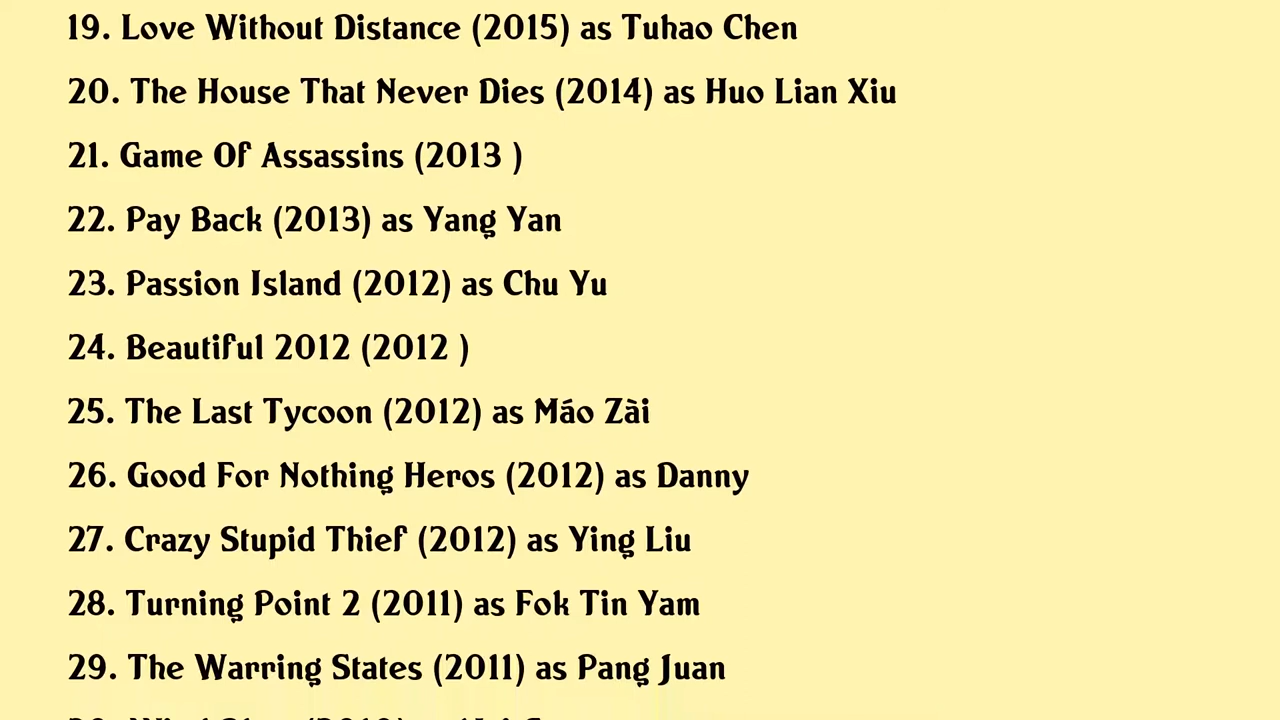 19. Love Without Distance (2015) as Tuhao Chen
20. The House That Never Dies (2014) as Huo Lian Xiu
21. Game Of Assassins (2013 )
22. Pay Back (2013) as Yang Yan
23. Passion Island (2012) as Chu Yu
24. Beautiful 2012 (2012 )
25. The Last Tycoon (2012) as Máo Zài
26. Good For Nothing Heros (2012) as Danny
27. Crazy Stupid Thief (2012) as Ying Liu
28. Turning Point 2 (2011) as Fok Tin Yam
29. The Warring States (2011) as Pang Juan